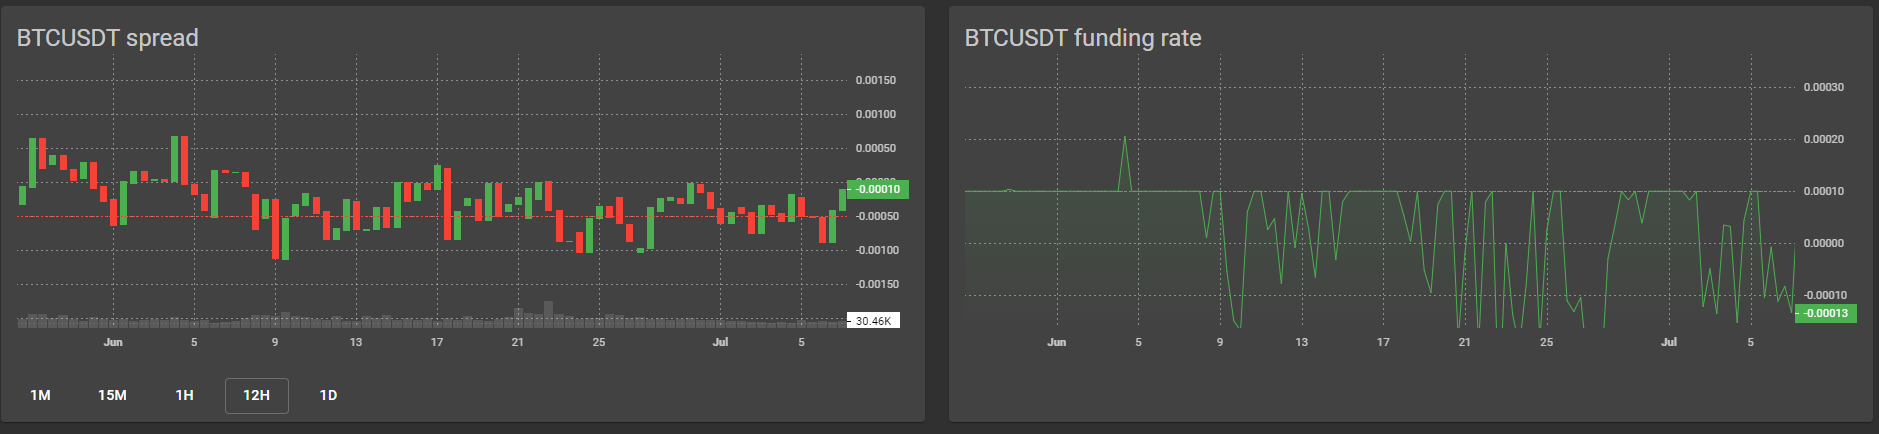 BTCUSDT spread
0.00150
0.00100
0.00050
-0.00010
-0.00050
-0.00100
-0.00150
30.46K
Jun 5 9 13 17 21 25 Jul 5
1M 15M 1H 12H 1D
BTCUSDT funding rate
0.00030
0.00020
0.00010
0.00000
-0.00010
-0.00013
Jun 5 9 13 17 21 25 Jul 5